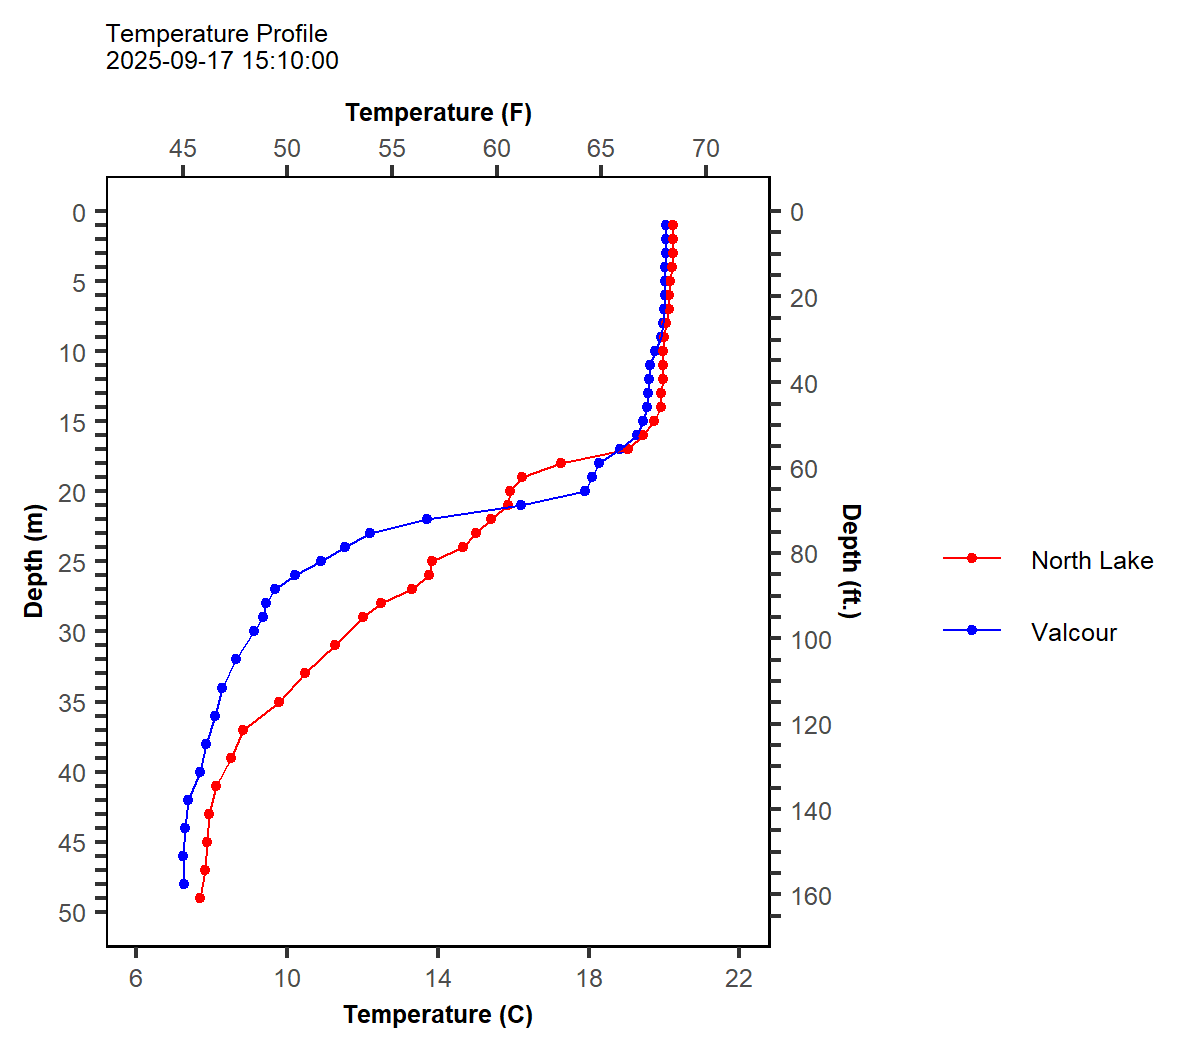 Temperature Profile
2025-09-17 15:10:00
Temperature (F)
45 50 55 60 65 70
0
5
10
15
20
25
30
35
40
45
50
Depth (m)
0
20
40
60
80
100
120
140
160
Depth (ft.)
6 10 14 18 22
Temperature (C)
North Lake
Valcour